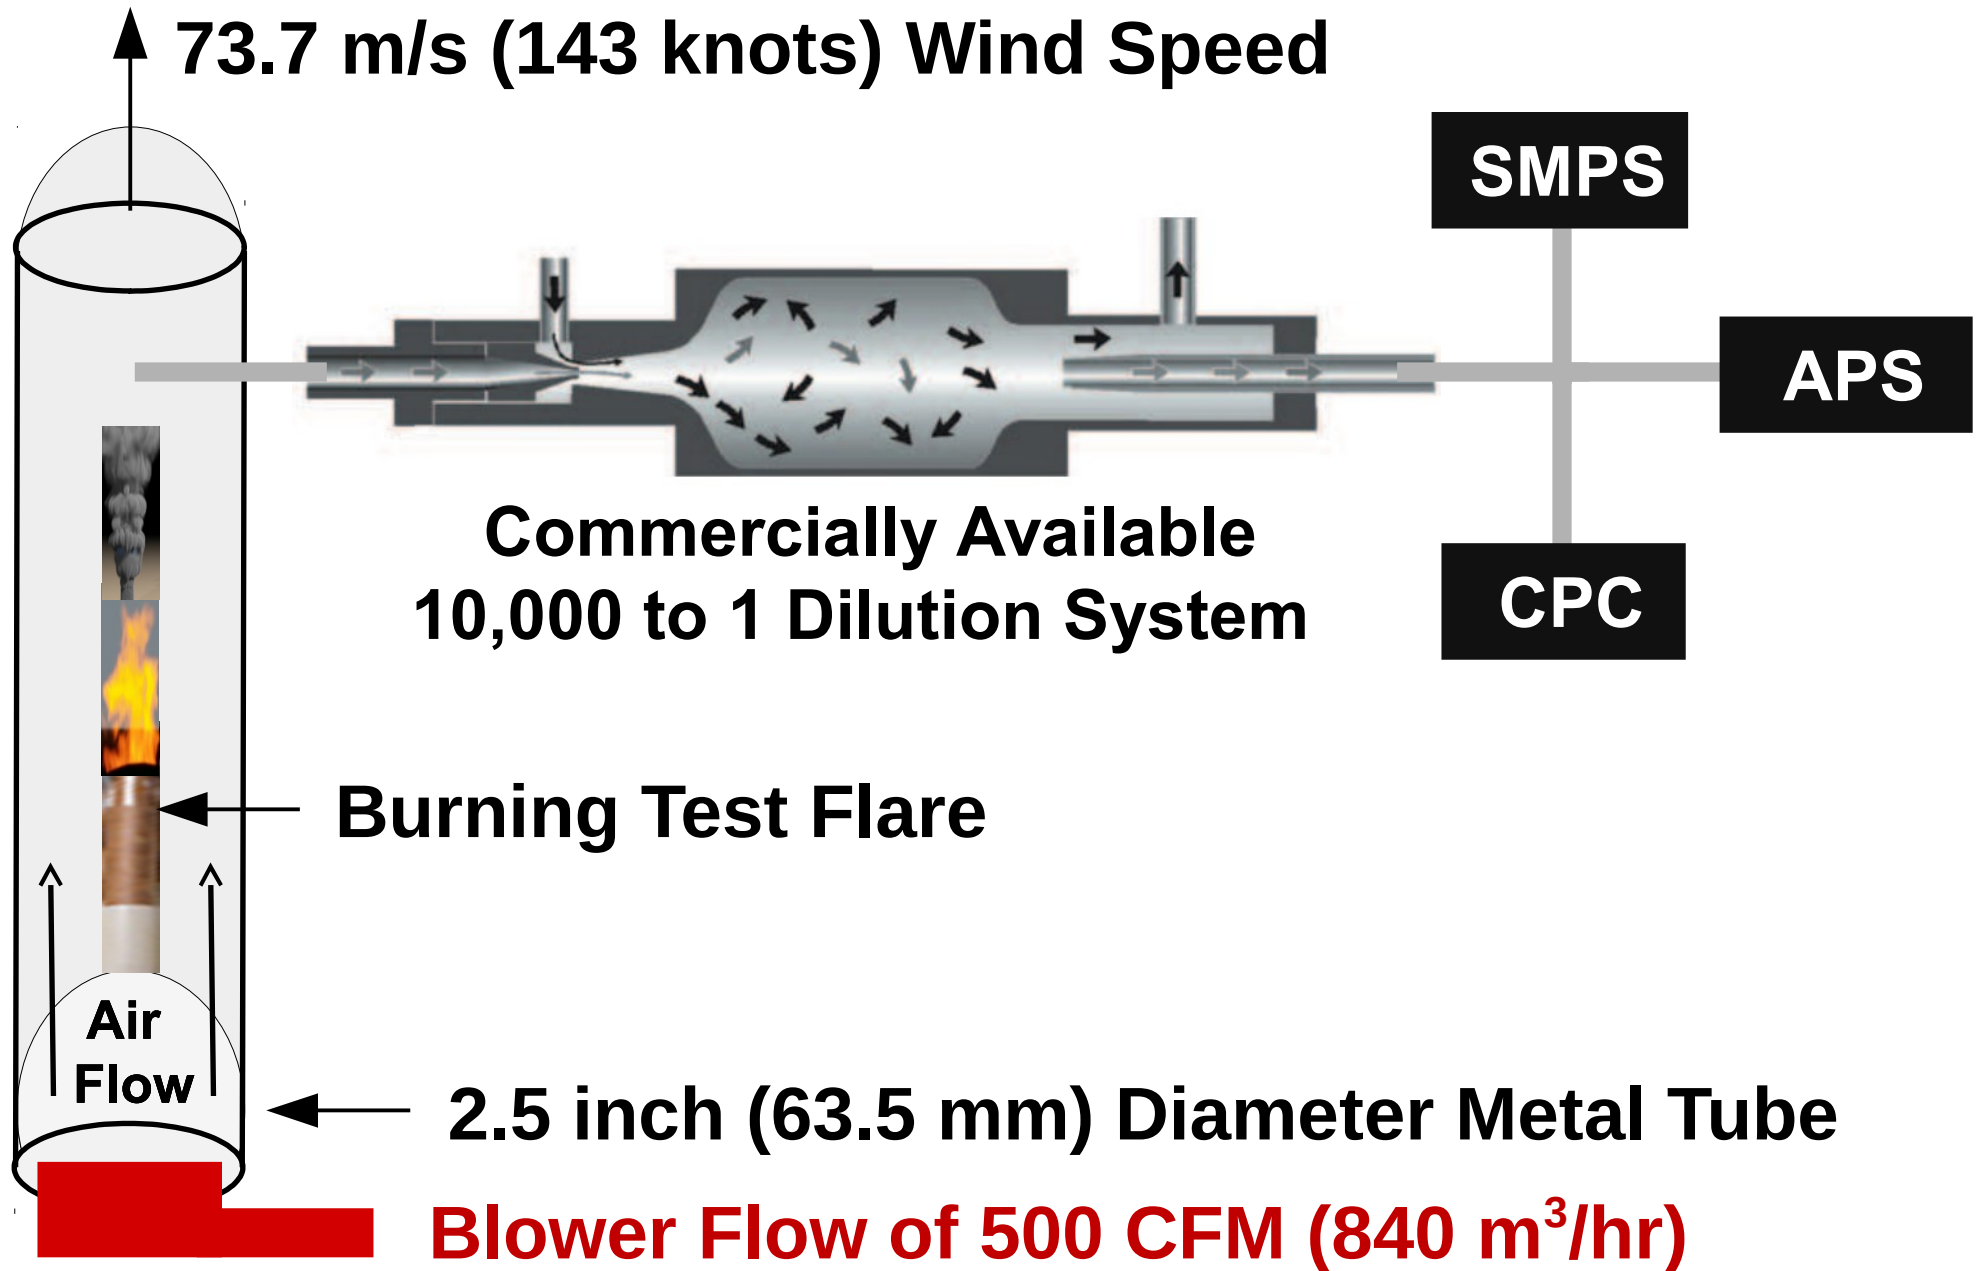 73.7 m/s (143 knots) Wind Speed
SMPS
APS
Commercially Available
10,000 to 1 Dilution System
CPC
Burning Test Flare
Air
Flow
2.5 inch (63.5 mm) Diameter Metal Tube
Blower Flow of 500 CFM (840 m³/hr)